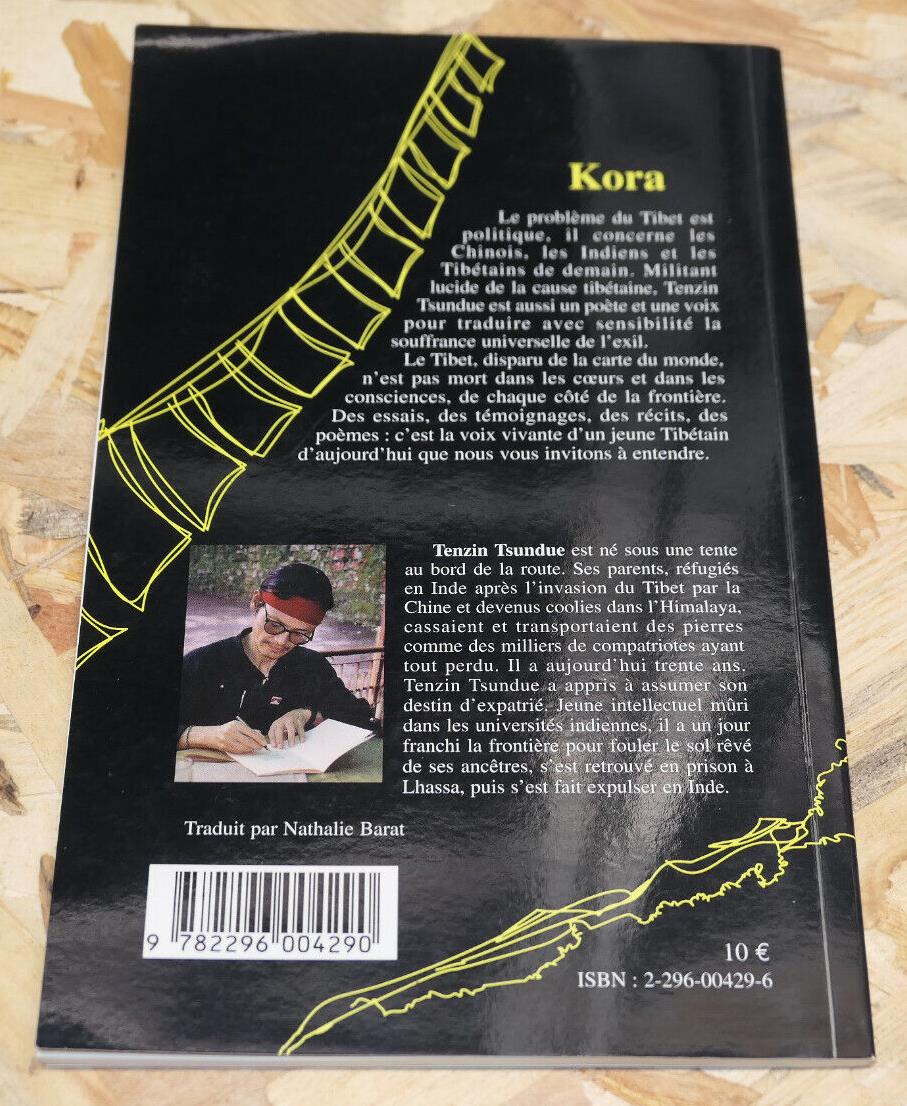 Kora
Le problème du Tibet est
politique, il concerne les
Chinois, les Indiens et les
Tibétains de demain. Militant
lucide de la cause tibétaine, Tenzin
Tsundue est aussi un poète et une voix
pour traduire avec sensibilité la
souffrance universelle de l'exil.
Le Tibet, disparu de la carte du monde,
n'est pas mort dans les cœurs et dans les
consciences, de chaque côté de la frontière.
Des essais, des témoignages, des récits, des
poèmes : c'est la voix vivante d'un jeune Tibétain
d'aujourd'hui que nous vous invitons à entendre.
Tenzin Tsundue est né sous une tente
au bord de la route. Ses parents, réfugiés
en Inde après l'invasion du Tibet par la
Chine et devenus coolies dans l'Himalaya,
cassaient et transportaient des pierres
comme des milliers de compatriotes ayant
tout perdu. Il a aujourd'hui trente ans.
Tenzin Tsundue a appris à assumer son
destin d'expatrié. Jeune intellectuel mûri
dans les universités indiennes, il a un jour
franchi la frontière pour fouler le sol rêvé
de ses ancêtres, s'est retrouvé en prison à
Lhassa, puis s'est fait expulser en Inde.
Traduit par Nathalie Barat
9 782296 004290
10 €
ISBN : 2-296-00429-6